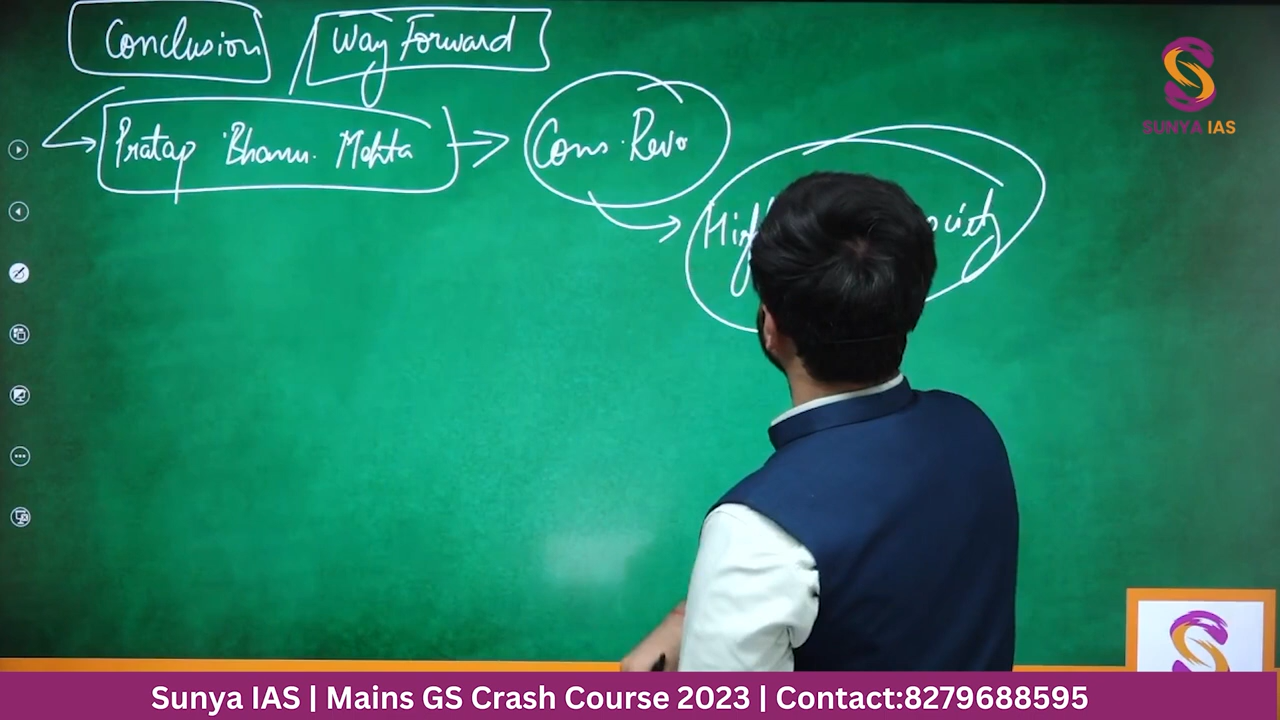 Conclusion
Way Forward
SUNYA IAS
Pratap Bhanu. Mehta
Cons. Revo
Sunya IAS | Mains GS Crash Course 2023 | Contact:8279688595